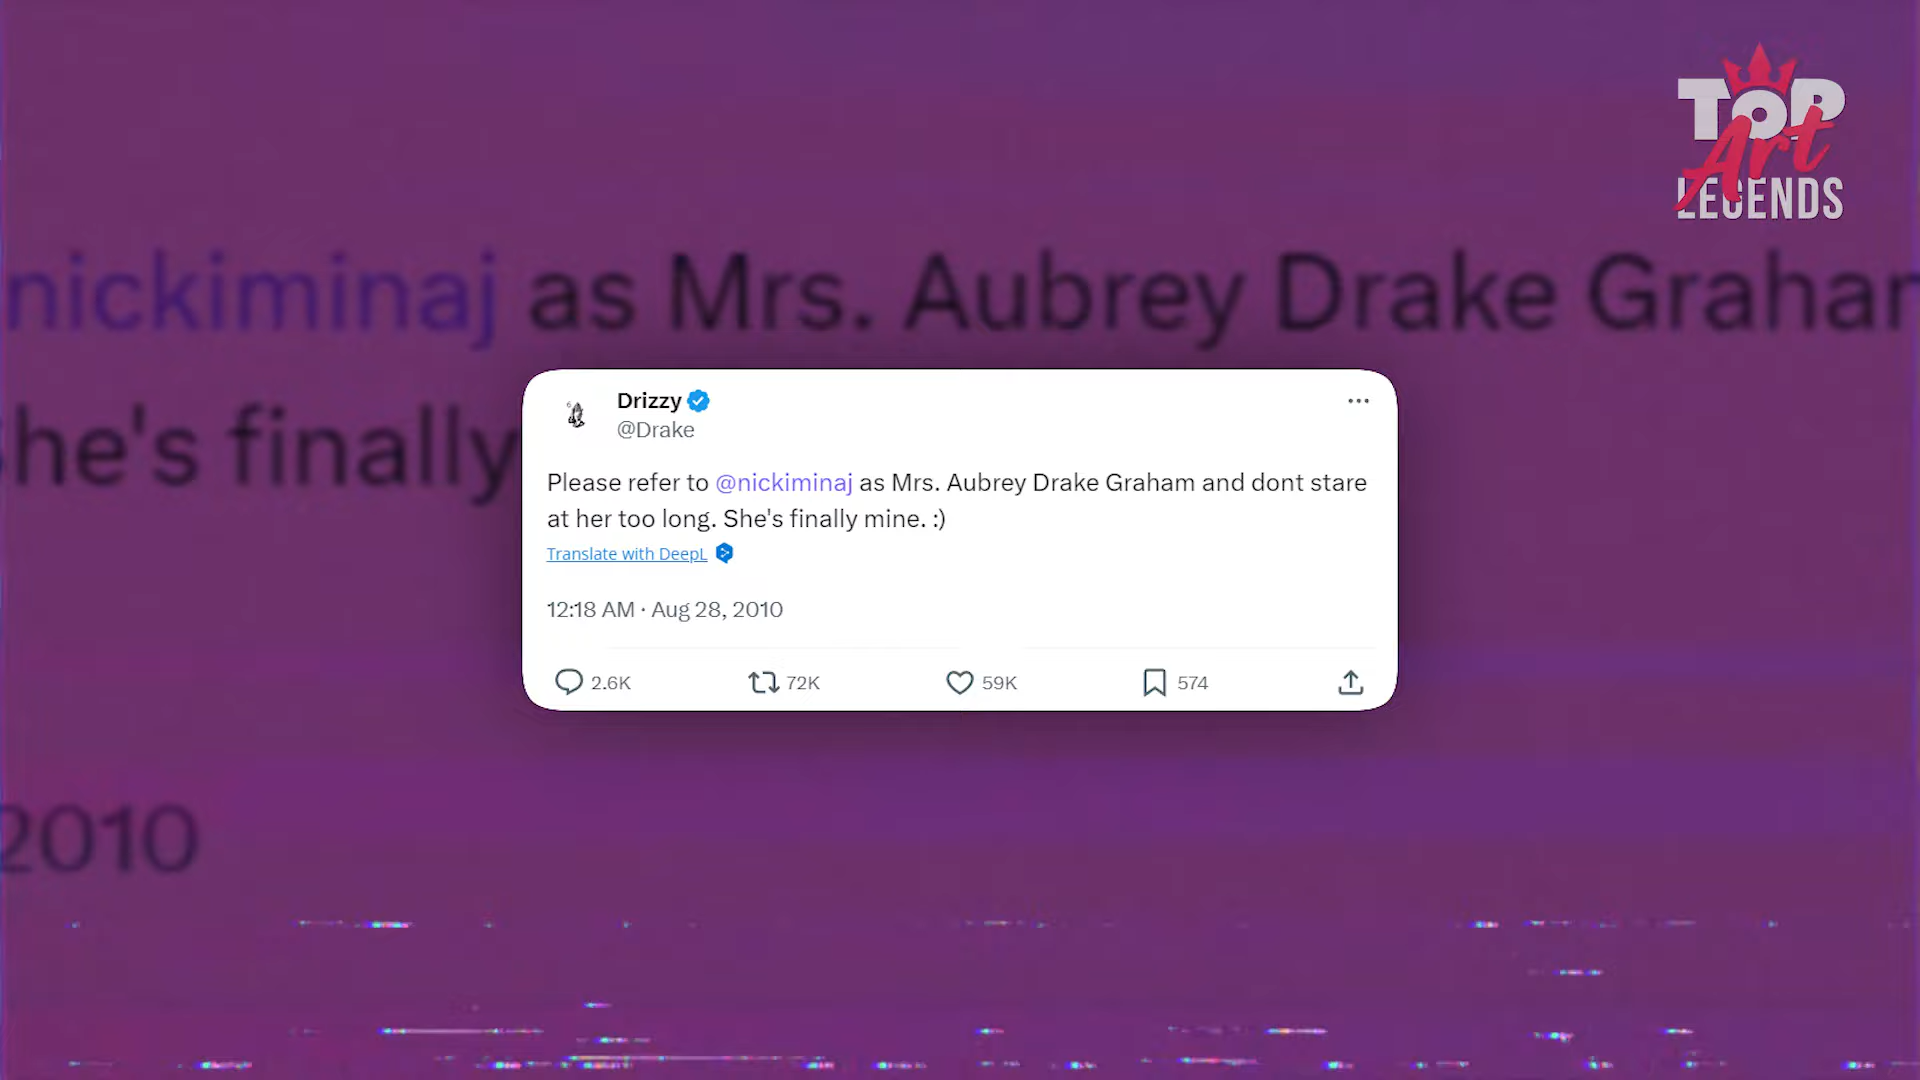 TOP
Art
LEGENDS
nickiminaj as Mrs. Aubrey Drake Graham
she's finally
2010
Drizzy
@Drake
Please refer to @nickiminaj as Mrs. Aubrey Drake Graham and dont stare
at her too long. She's finally mine. :)
Translate with DeepL
12:18 AM · Aug 28, 2010
2.6K 72K 59K 574